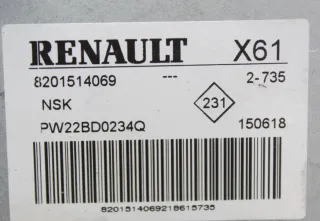 RENAULT X61
8201514069 --- 2-735
NSK 231
PW22BD0234Q 150618
8201514069218615735